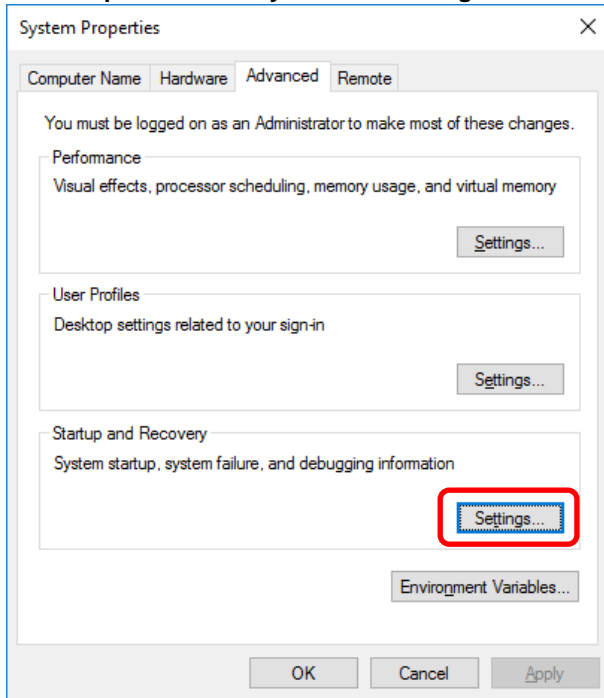 System Properties
Computer Name Hardware Advanced Remote
You must be logged on as an Administrator to make most of these changes.
Performance
Visual effects, processor scheduling, memory usage, and virtual memory
Settings...
User Profiles
Desktop settings related to your sign-in
Settings...
Startup and Recovery
System startup, system failure, and debugging information
Settings...
Environment Variables...
OK Cancel Apply